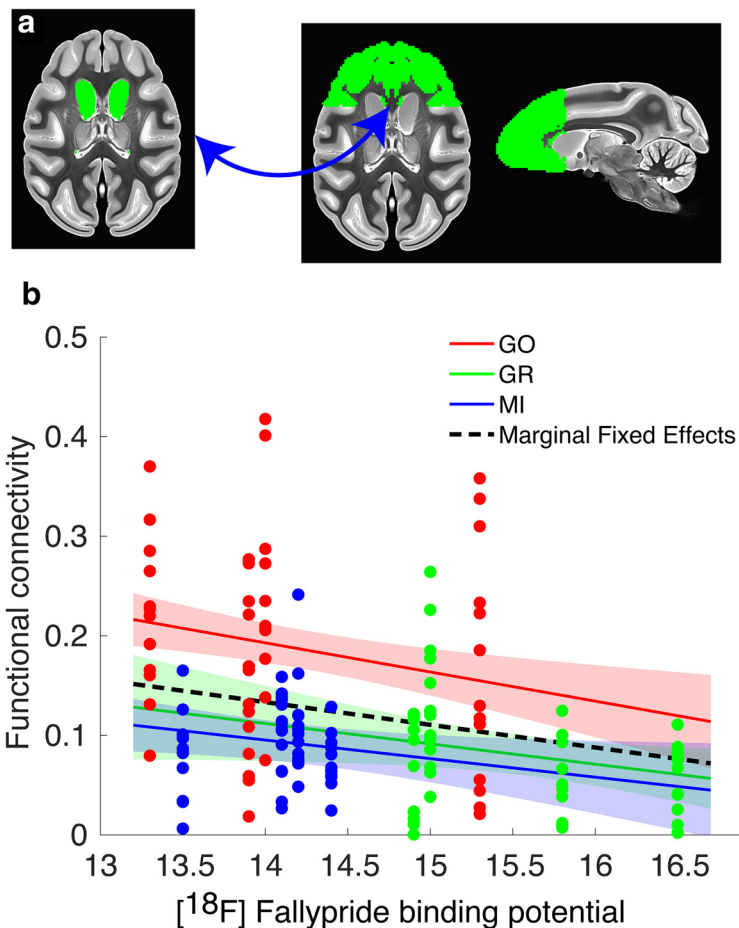 a
b
GO
GR
MI
Marginal Fixed Effects
0.5
0.4
0.3
0.2
0.1
0
Functional connectivity
13 13.5 14 14.5 15 15.5 16 16.5
[18F] Fallypride binding potential